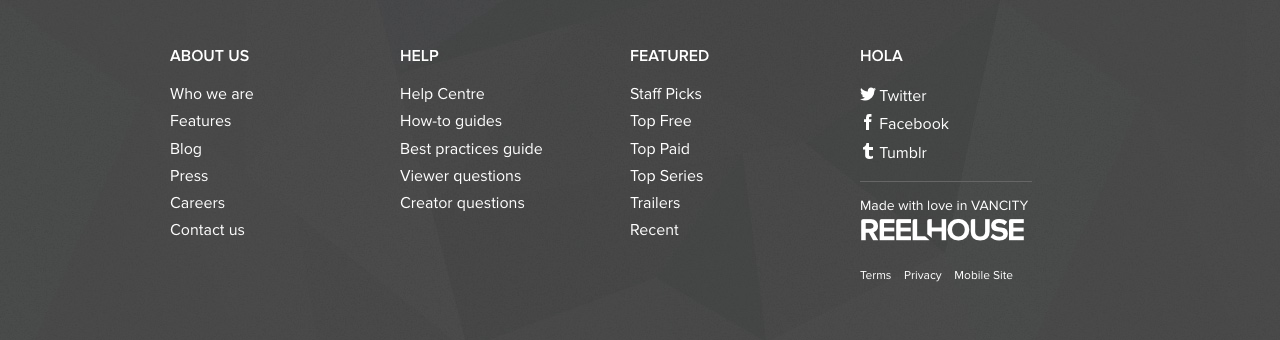 ABOUT US
Who we are
Features
Blog
Press
Careers
Contact us
HELP
Help Centre
How-to guides
Best practices guide
Viewer questions
Creator questions
FEATURED
Staff Picks
Top Free
Top Paid
Top Series
Trailers
Recent
HOLA
Twitter
Facebook
Tumblr
Made with love in VANCITY
REELHOUSE
Terms Privacy Mobile Site